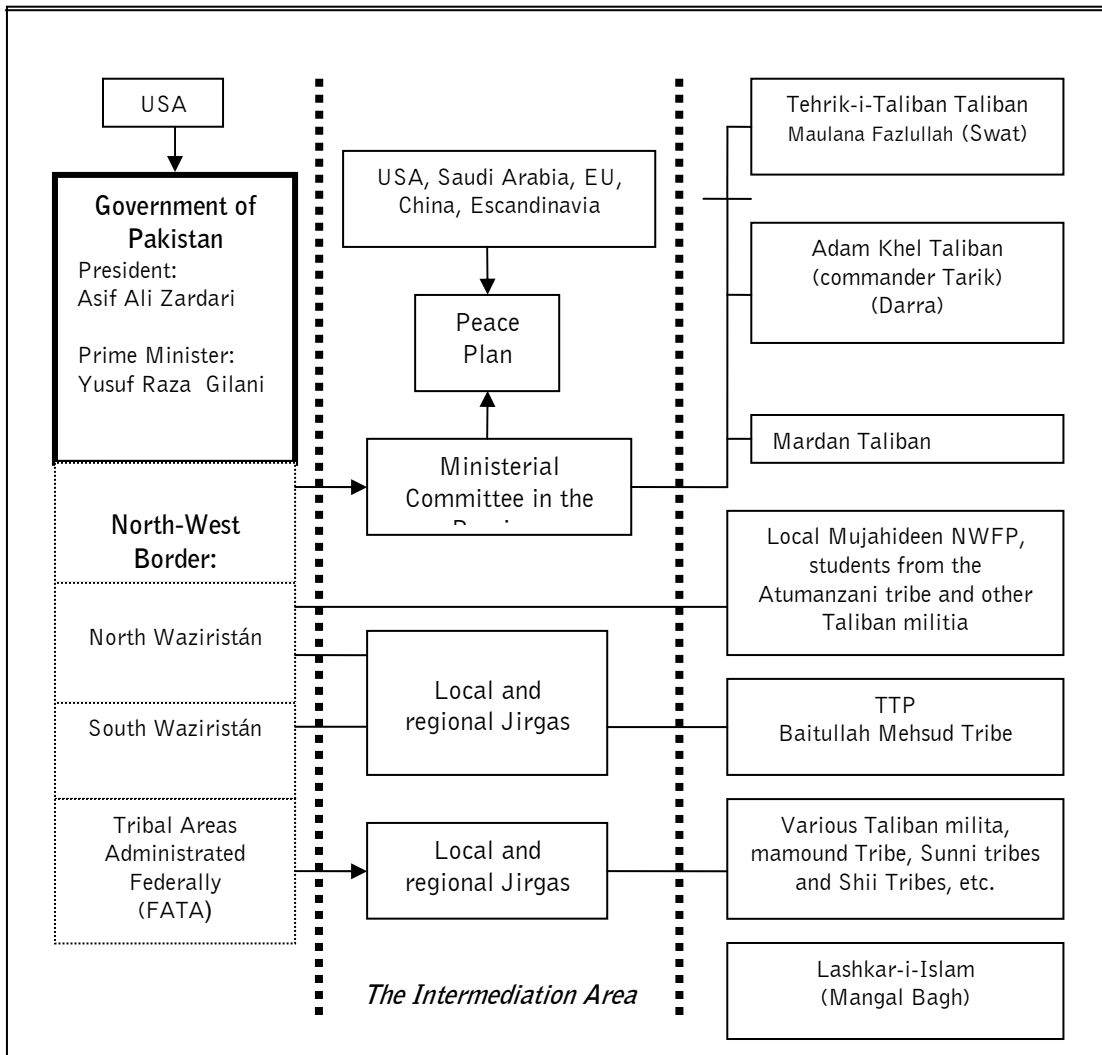 USA
Government of
Pakistan
President:
Asif Ali Zardari
Prime Minister:
Yusuf Raza Gilani
North-West
Border:
North Waziristán
South Waziristán
Tribal Areas
Administrated
Federally
(FATA)
USA, Saudi Arabia, EU,
China, Escandinavia
Peace
Plan
Ministerial
Committee in the
Local and
regional Jirgas
Local and
regional Jirgas
The Intermediation Area
Tehrik-i-Taliban Taliban
Maulana Fazlullah (Swat)
Adam Khel Taliban
(commander Tarik)
(Darra)
Mardan Taliban
Local Mujahideen NWFP,
students from the
Atumanzani tribe and other
Taliban militia
TTP
Baitullah Mehsud Tribe
Various Taliban milita,
mamound Tribe, Sunni tribes
and Shii Tribes, etc.
Lashkar-i-Islam
(Mangal Bagh)